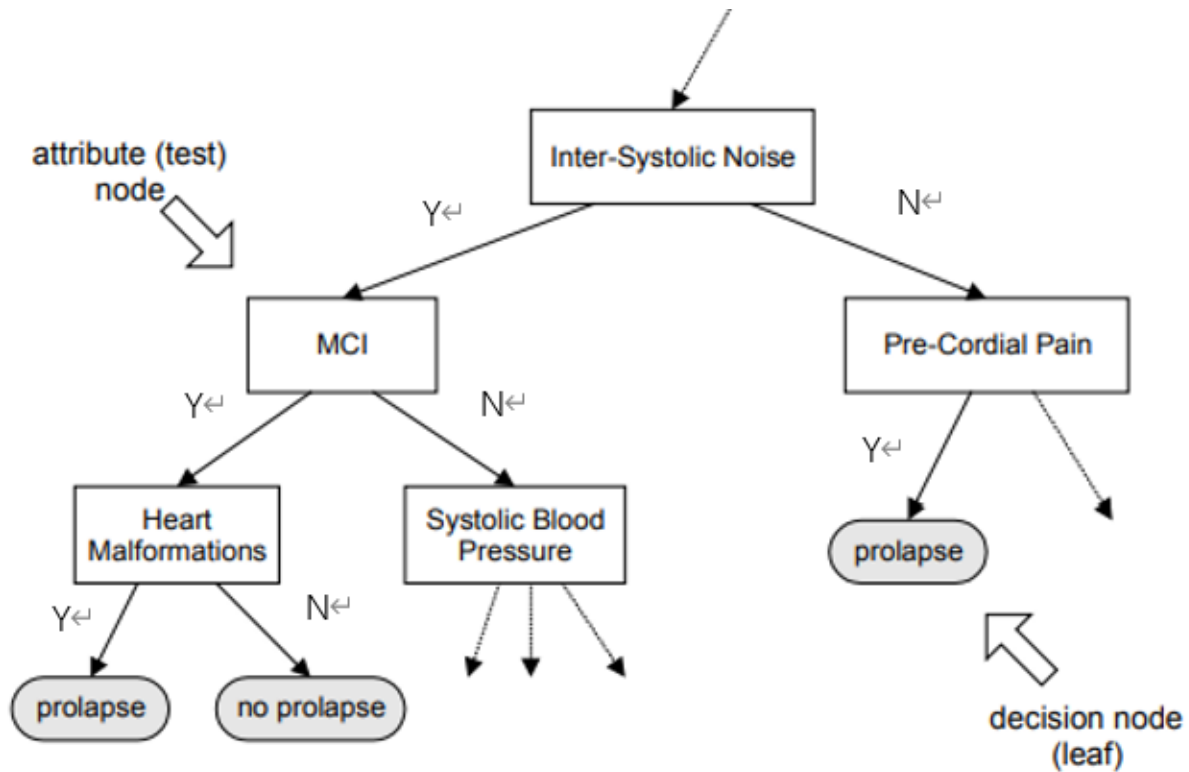 Inter-Systolic Noise
attribute (test)
node
Y↵
N↵
MCI
Pre-Cordial Pain
Y↵
N↵
Y↵
Heart
Malformations
Systolic Blood
Pressure
prolapse
Y↵
N↵
prolapse
no prolapse
decision node
(leaf)